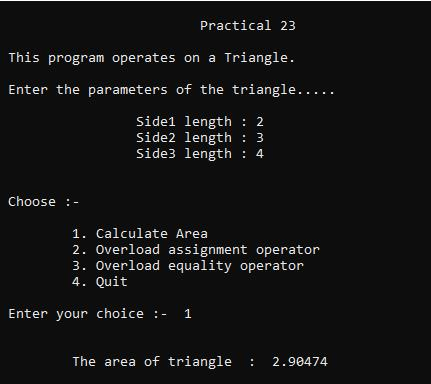 Practical 23
This program operates on a Triangle.
Enter the parameters of the triangle.....
Side1 length : 2
Side2 length : 3
Side3 length : 4
Choose :-
1. Calculate Area
2. Overload assignment operator
3. Overload equality operator
4. Quit
Enter your choice :-  1
The area of triangle  :  2.90474